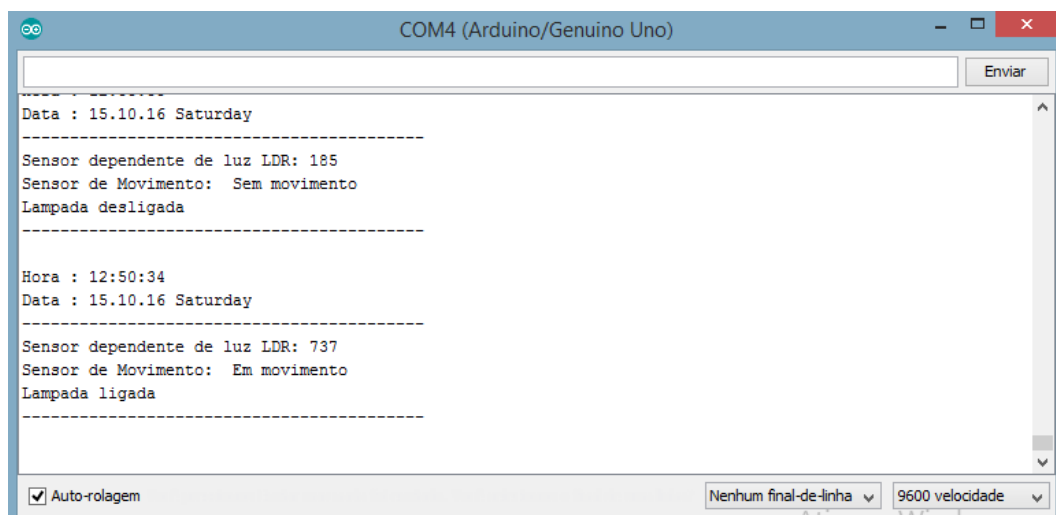 COM4 (Arduino/Genuino Uno)
Enviar
Data : 15.10.16 Saturday
------------------------------------------
Sensor dependente de luz LDR: 185
Sensor de Movimento:  Sem movimento
Lampada desligada
------------------------------------------
Hora : 12:50:34
Data : 15.10.16 Saturday
------------------------------------------
Sensor dependente de luz LDR: 737
Sensor de Movimento:  Em movimento
Lampada ligada
------------------------------------------
Auto-rolagem
Nenhum final-de-linha
9600 velocidade